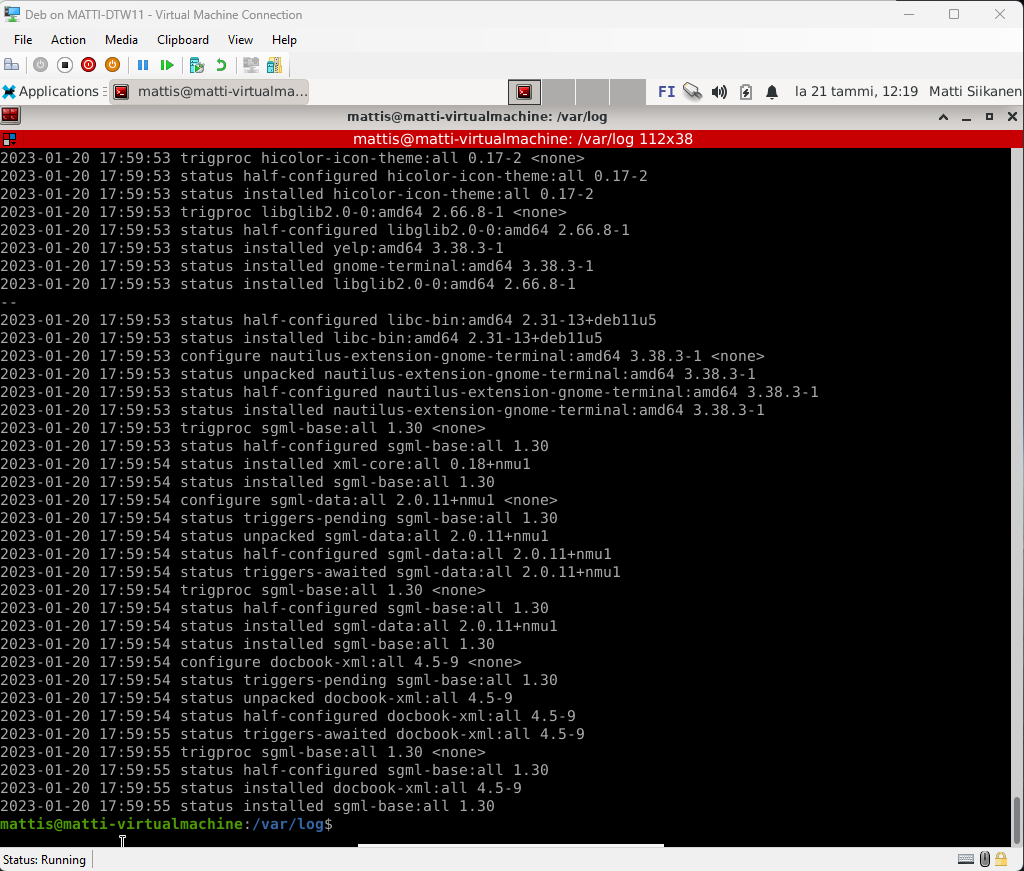 Deb on MATTI-DTW11 - Virtual Machine Connection
File Action Media Clipboard View Help
Applications mattis@matti-virtualma... FI la 21 tammi, 12:19 Matti Siikanen
mattis@matti-virtualmachine: /var/log
mattis@matti-virtualmachine: /var/log 112x38
2023-01-20 17:59:53 trigproc hicolor-icon-theme:all 0.17-2 <none>
2023-01-20 17:59:53 status half-configured hicolor-icon-theme:all 0.17-2
2023-01-20 17:59:53 status installed hicolor-icon-theme:all 0.17-2
2023-01-20 17:59:53 trigproc libglib2.0-0:amd64 2.66.8-1 <none>
2023-01-20 17:59:53 status half-configured libglib2.0-0:amd64 2.66.8-1
2023-01-20 17:59:53 status installed yelp:amd64 3.38.3-1
2023-01-20 17:59:53 status installed gnome-terminal:amd64 3.38.3-1
2023-01-20 17:59:53 status installed libglib2.0-0:amd64 2.66.8-1
--
2023-01-20 17:59:53 status half-configured libc-bin:amd64 2.31-13+deb11u5
2023-01-20 17:59:53 status installed libc-bin:amd64 2.31-13+deb11u5
2023-01-20 17:59:53 configure nautilus-extension-gnome-terminal:amd64 3.38.3-1 <none>
2023-01-20 17:59:53 status unpacked nautilus-extension-gnome-terminal:amd64 3.38.3-1
2023-01-20 17:59:53 status half-configured nautilus-extension-gnome-terminal:amd64 3.38.3-1
2023-01-20 17:59:53 status installed nautilus-extension-gnome-terminal:amd64 3.38.3-1
2023-01-20 17:59:53 trigproc sgml-base:all 1.30 <none>
2023-01-20 17:59:53 status half-configured sgml-base:all 1.30
2023-01-20 17:59:54 status installed xml-core:all 0.18+nmu1
2023-01-20 17:59:54 status installed sgml-base:all 1.30
2023-01-20 17:59:54 configure sgml-data:all 2.0.11+nmu1 <none>
2023-01-20 17:59:54 status triggers-pending sgml-base:all 1.30
2023-01-20 17:59:54 status unpacked sgml-data:all 2.0.11+nmu1
2023-01-20 17:59:54 status half-configured sgml-data:all 2.0.11+nmu1
2023-01-20 17:59:54 status triggers-awaited sgml-data:all 2.0.11+nmu1
2023-01-20 17:59:54 trigproc sgml-base:all 1.30 <none>
2023-01-20 17:59:54 status half-configured sgml-base:all 1.30
2023-01-20 17:59:54 status installed sgml-data:all 2.0.11+nmu1
2023-01-20 17:59:54 status installed sgml-base:all 1.30
2023-01-20 17:59:54 configure docbook-xml:all 4.5-9 <none>
2023-01-20 17:59:54 status triggers-pending sgml-base:all 1.30
2023-01-20 17:59:54 status unpacked docbook-xml:all 4.5-9
2023-01-20 17:59:54 status half-configured docbook-xml:all 4.5-9
2023-01-20 17:59:55 status triggers-awaited docbook-xml:all 4.5-9
2023-01-20 17:59:55 trigproc sgml-base:all 1.30 <none>
2023-01-20 17:59:55 status half-configured sgml-base:all 1.30
2023-01-20 17:59:55 status installed docbook-xml:all 4.5-9
2023-01-20 17:59:55 status installed sgml-base:all 1.30
mattis@matti-virtualmachine:/var/log$
Status: Running